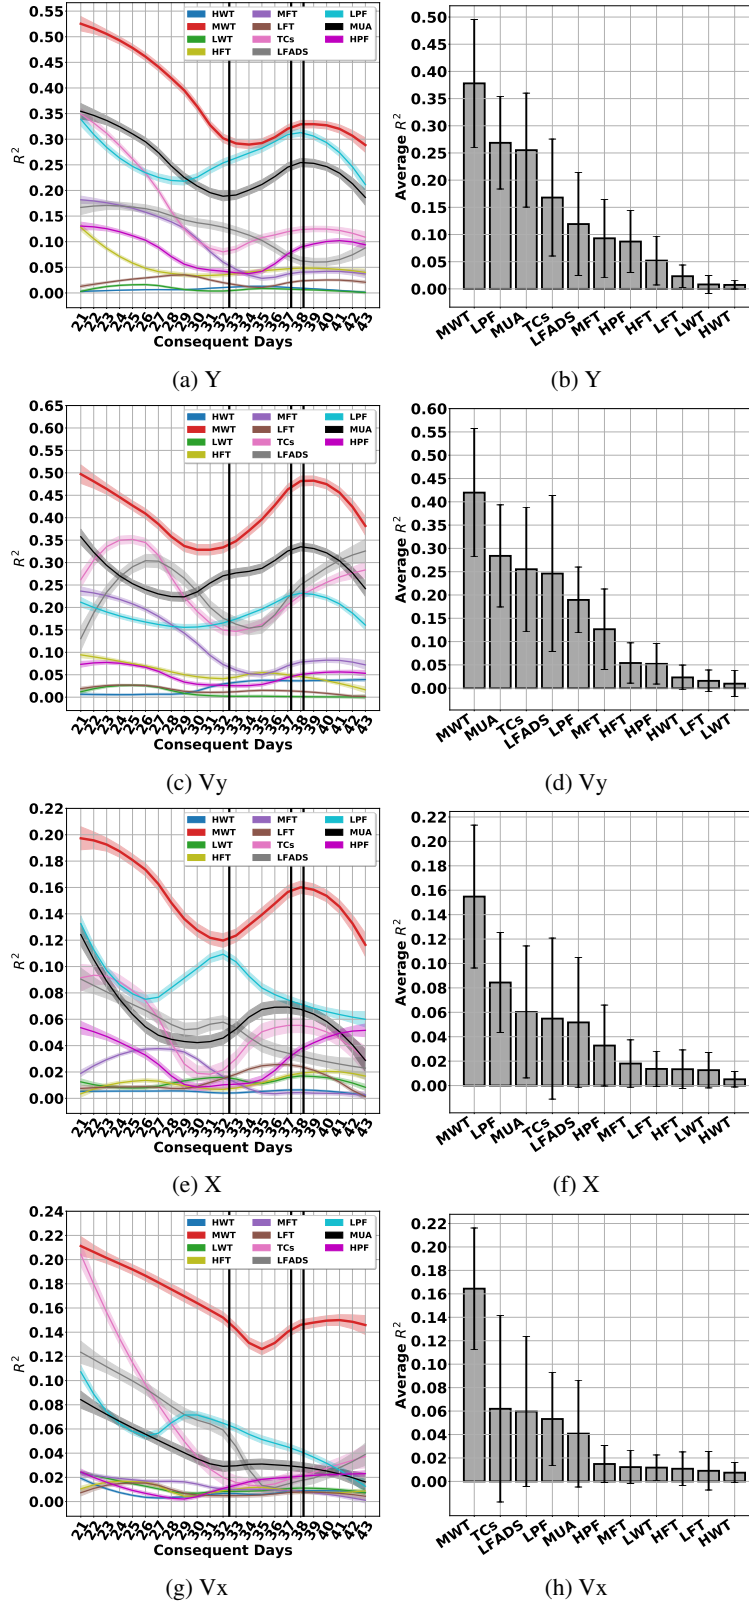 0.55
0.50
0.45
0.40
0.35
0.30
0.25
0.20
0.15
0.10
0.05
0.00
R²
HWT MFT LPF
MWT LFT MUA
LWT TCs HPF
HFT LFADS
21 22 23 24 25 26 27 28 29 30 31 32 33 34 35 37 38 39 40 41 42 43
Consequent Days
(a) Y
0.50
0.45
0.40
0.35
0.30
0.25
0.20
0.15
0.10
0.05
0.00
Average R²
MWT LPF MUA TCs LFADS MFT HPF HFT LFT LWT HWT
(b) Y
0.65
0.60
0.55
0.50
0.45
0.40
0.35
0.30
0.25
0.20
0.15
0.10
0.05
0.00
R²
HWT MFT LPF
MWT LFT MUA
LWT TCs HPF
HFT LFADS
21 22 23 24 25 26 27 28 29 30 31 32 33 34 35 37 38 39 40 41 42 43
Consequent Days
(c) Vy
0.60
0.55
0.50
0.45
0.40
0.35
0.30
0.25
0.20
0.15
0.10
0.05
0.00
Average R²
MWT MUA TCs LFADS LPF MFT HFT HPF HWT LFT LWT
(d) Vy
0.22
0.20
0.18
0.16
0.14
0.12
0.10
0.08
0.06
0.04
0.02
0.00
R²
HWT MFT LPF
MWT LFT MUA
LWT TCs HPF
HFT LFADS
21 22 23 24 25 26 27 28 29 30 31 32 33 34 35 37 38 39 40 41 42 43
Consequent Days
(e) X
0.22
0.20
0.18
0.16
0.14
0.12
0.10
0.08
0.06
0.04
0.02
0.00
Average R²
MWT LPF MUA TCs LFADS HPF MFT LFT HFT LWT HWT
(f) X
0.24
0.22
0.20
0.18
0.16
0.14
0.12
0.10
0.08
0.06
0.04
0.02
0.00
R²
HWT MFT LPF
MWT LFT MUA
LWT TCs HPF
HFT LFADS
21 22 23 24 25 26 27 28 29 30 31 32 33 34 35 37 38 39 40 41 42 43
Consequent Days
(g) Vx
0.22
0.20
0.18
0.16
0.14
0.12
0.10
0.08
0.06
0.04
0.02
0.00
Average R²
MWT TCs LFADS LPF MUA HPF MFT LWT HFT LFT HWT
(h) Vx